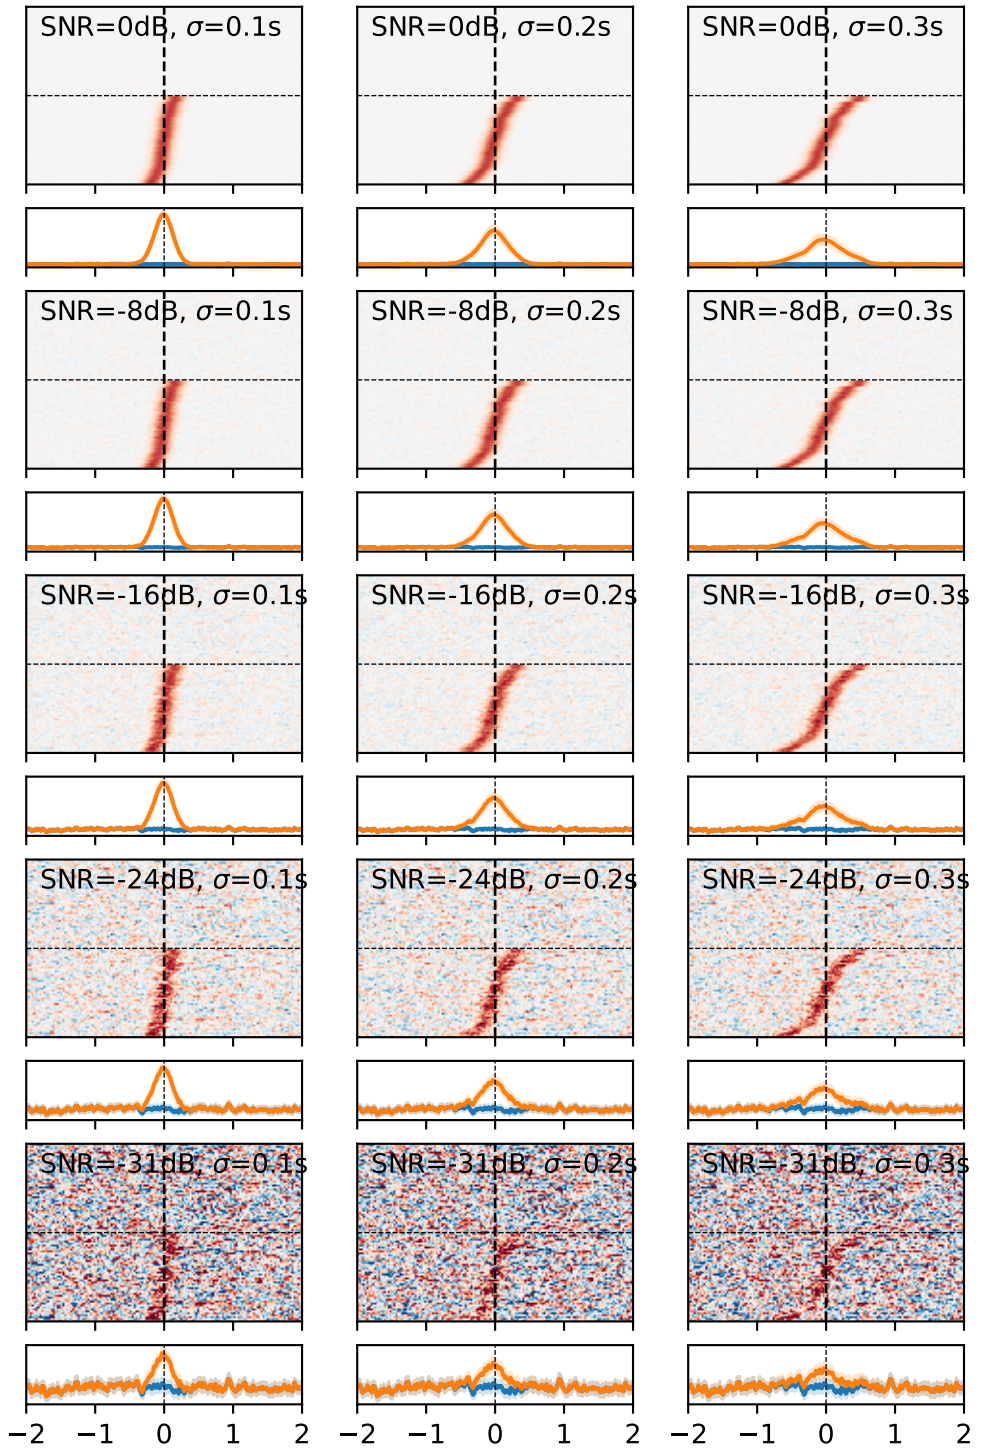 SNR=0dB, σ=0.1s SNR=0dB, σ=0.2s SNR=0dB, σ=0.3s
SNR=-8dB, σ=0.1s SNR=-8dB, σ=0.2s SNR=-8dB, σ=0.3s
SNR=-16dB, σ=0.1s SNR=-16dB, σ=0.2s SNR=-16dB, σ=0.3s
SNR=-24dB, σ=0.1s SNR=-24dB, σ=0.2s SNR=-24dB, σ=0.3s
SNR=-31dB, σ=0.1s SNR=-31dB, σ=0.2s SNR=-31dB, σ=0.3s
−2 −1 0 1 2 −2 −1 0 1 2 −2 −1 0 1 2